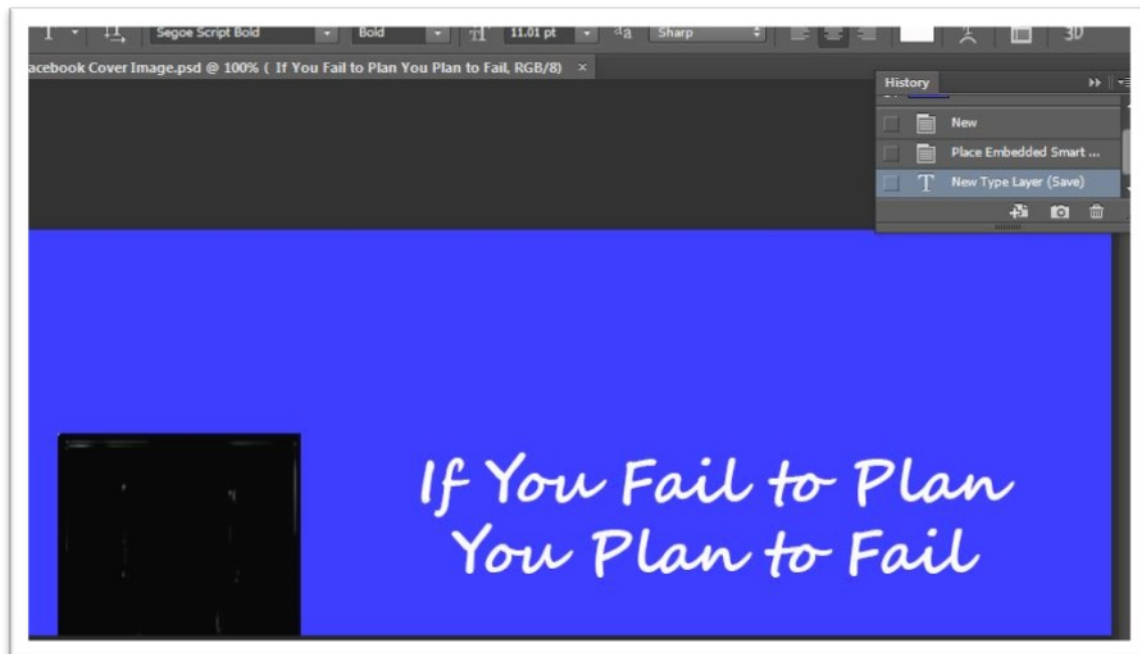 T Segoe Script Bold Bold T 11.01 pt aa Sharp 3D
acebook Cover Image.psd @ 100% ( If You Fail to Plan You Plan to Fail, RGB/8) ×
History
New
Place Embedded Smart ...
T New Type Layer (Save)
If You Fail to Plan
You Plan to Fail